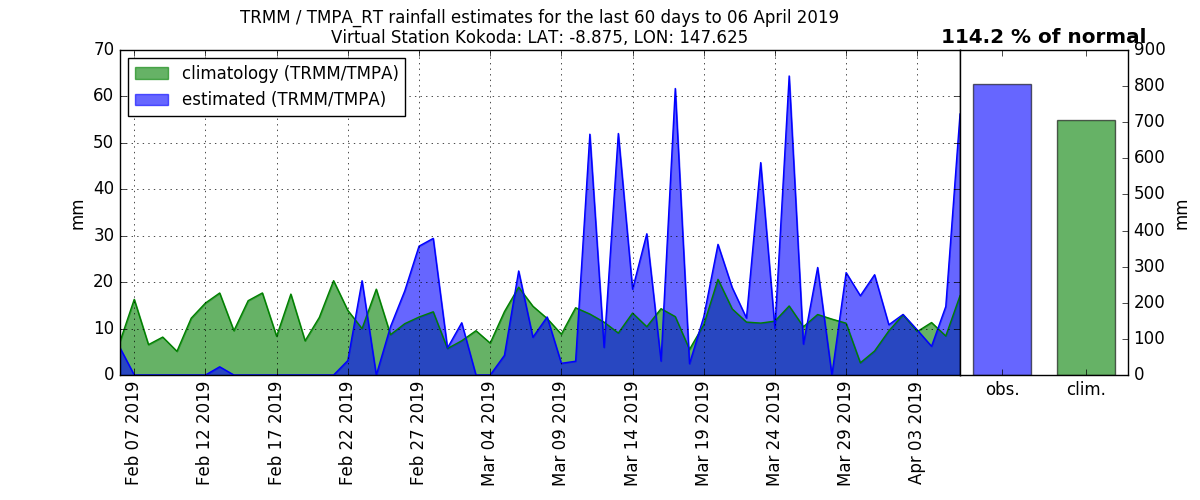 TRMM / TMPA_RT rainfall estimates for the last 60 days to 06 April 2019
Virtual Station Kokoda: LAT: -8.875, LON: 147.625
114.2 % of normal
climatology (TRMM/TMPA)
estimated (TRMM/TMPA)
70
60
50
40
30
20
10
0
mm
Feb 07 2019
Feb 12 2019
Feb 17 2019
Feb 22 2019
Feb 27 2019
Mar 04 2019
Mar 09 2019
Mar 14 2019
Mar 19 2019
Mar 24 2019
Mar 29 2019
Apr 03 2019
900
800
700
600
500
400
300
200
100
0
mm
obs.
clim.